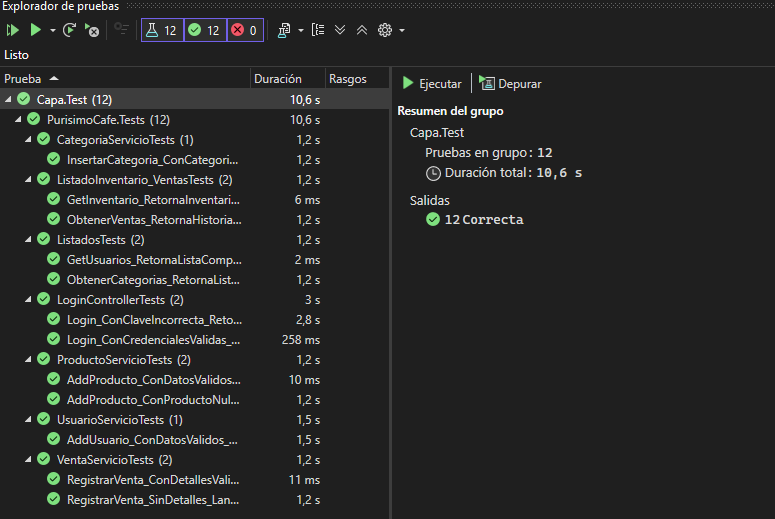 Explorador de pruebas
12 12 0
Listo
Prueba Duración Rasgos
Capa.Test (12) 10,6 s
PurisimoCafe.Tests (12) 10,6 s
CategoriaServicioTests (1) 1,2 s
InsertarCategoria_ConCategori... 1,2 s
ListadoInventario_VentasTests (2) 1,2 s
GetInventario_RetornaInventari... 6 ms
ObtenerVentas_RetornaHistoria... 1,2 s
ListadosTests (2) 1,2 s
GetUsuarios_RetornaListaComp... 2 ms
ObtenerCategorias_RetornaList... 1,2 s
LoginControllerTests (2) 3 s
Login_ConClaveIncorrecta_Reto... 2,8 s
Login_ConCredencialesValidas_... 258 ms
ProductoServicioTests (2) 1,2 s
AddProducto_ConDatosValidos... 10 ms
AddProducto_ConProductoNul... 1,2 s
UsuarioServicioTests (1) 1,5 s
AddUsuario_ConDatosValidos_... 1,5 s
VentaServicioTests (2) 1,2 s
RegistrarVenta_ConDetallesVali... 11 ms
RegistrarVenta_SinDetalles_Lan... 1,2 s
Ejecutar Depurar
Resumen del grupo
Capa.Test
Pruebas en grupo: 12
Duración total: 10,6 s
Salidas
12 Correcta